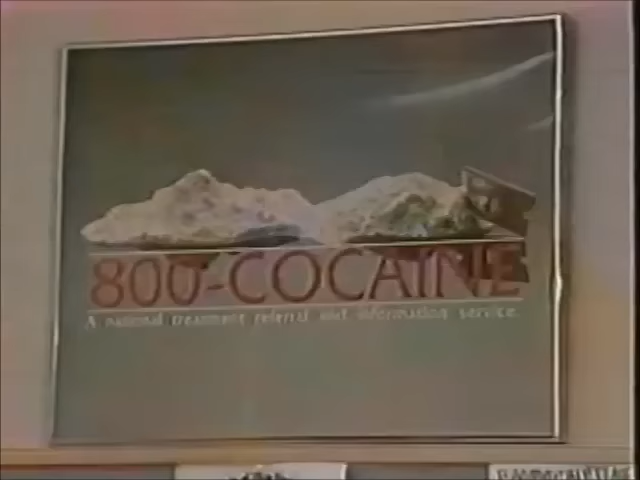 800-COCAINE
A national treatment referral and information service.